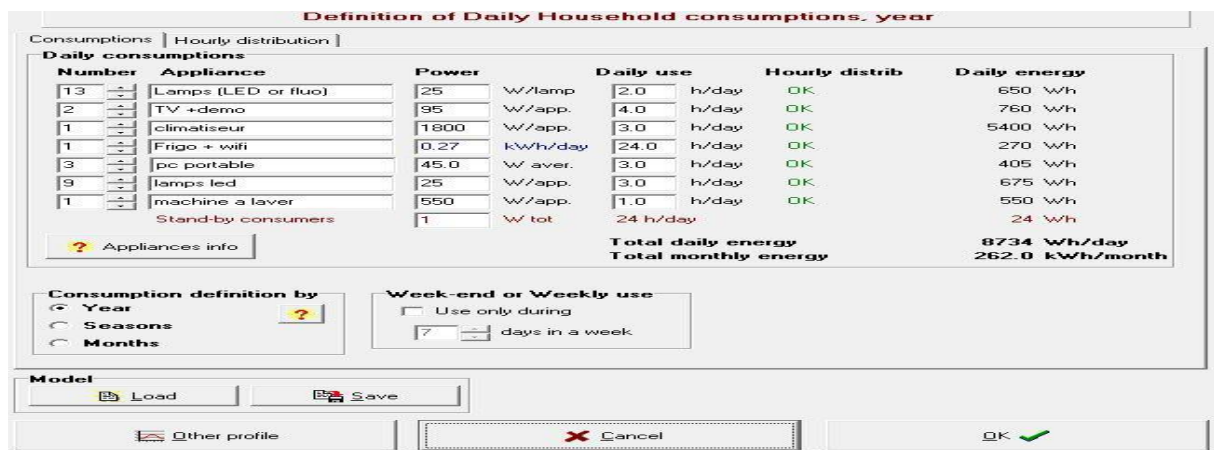 Definition of Daily Household consumptions, year
Consumptions Hourly distribution
Daily consumptions
Number Appliance Power Daily use Hourly distrib Daily energy
13 Lamps (LED or fluo) 25 W/lamp 2.0 h/day OK 650 Wh
2 TV +demo 95 W/app. 4.0 h/day OK 760 Wh
1 climatiseur 1800 W/app. 3.0 h/day OK 5400 Wh
1 Frigo + wifi 0.27 kWh/day 24.0 h/day OK 270 Wh
3 pc portable 45.0 W aver. 3.0 h/day OK 405 Wh
9 lamps led 25 W/app. 3.0 h/day OK 675 Wh
1 machine a laver 550 W/app. 1.0 h/day OK 550 Wh
Stand-by consumers 1 W tot 24 h/day 24 Wh
? Appliances info
Total daily energy 8734 Wh/day
Total monthly energy 262.0 kWh/month
Consumption definition by
Year
?
Seasons
Months
Week-end or Weekly use
Use only during
7 days in a week
Model
Load Save
Other profile Cancel OK